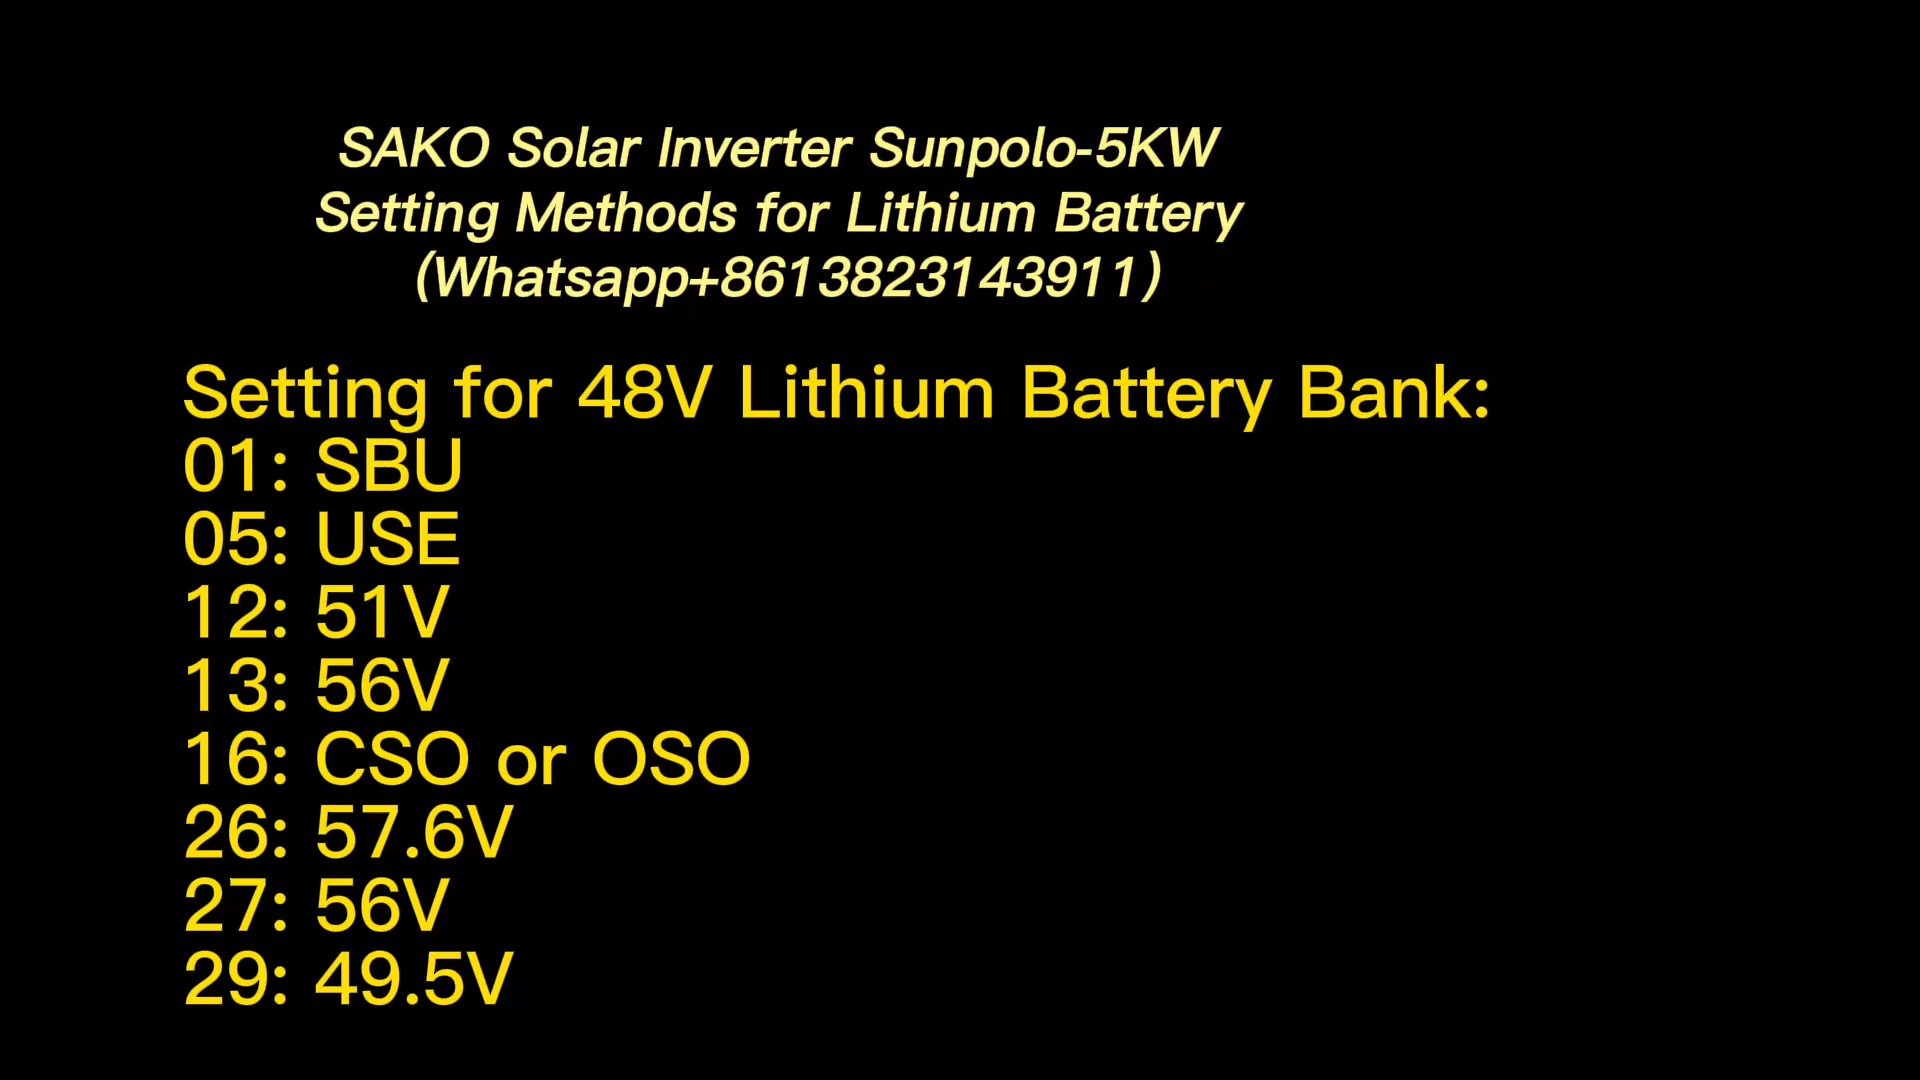 SAKO Solar Inverter Sunpolo-5KW
Setting Methods for Lithium Battery
(Whatsapp+8613823143911)
Setting for 48V Lithium Battery Bank:
01: SBU
05: USE
12: 51V
13: 56V
16: CSO or OSO
26: 57.6V
27: 56V
29: 49.5V